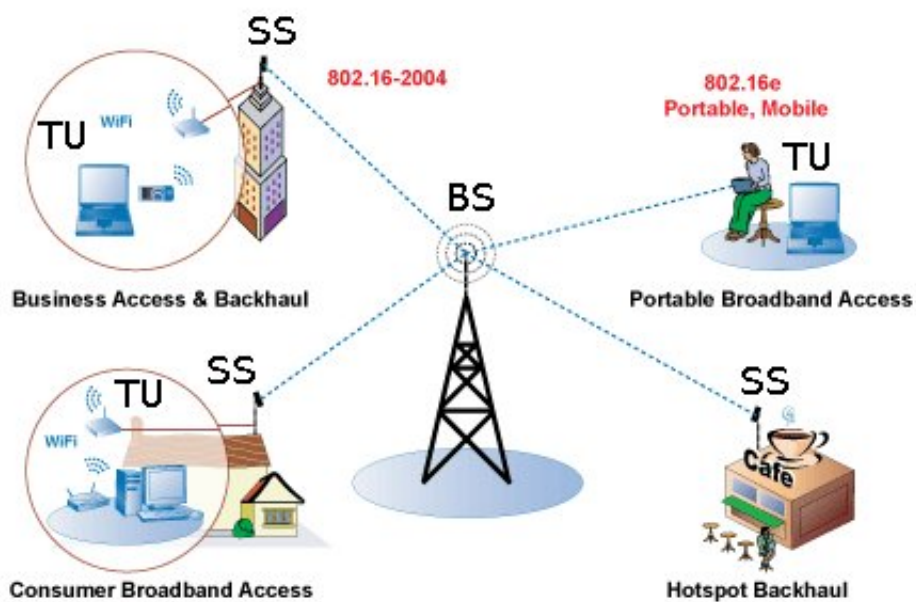 SS
802.16-2004
802.16e
Portable, Mobile
TU
WiFi
TU
BS
Business Access & Backhaul
Portable Broadband Access
SS
TU
SS
WiFi
Cafe
Consumer Broadband Access
Hotspot Backhaul